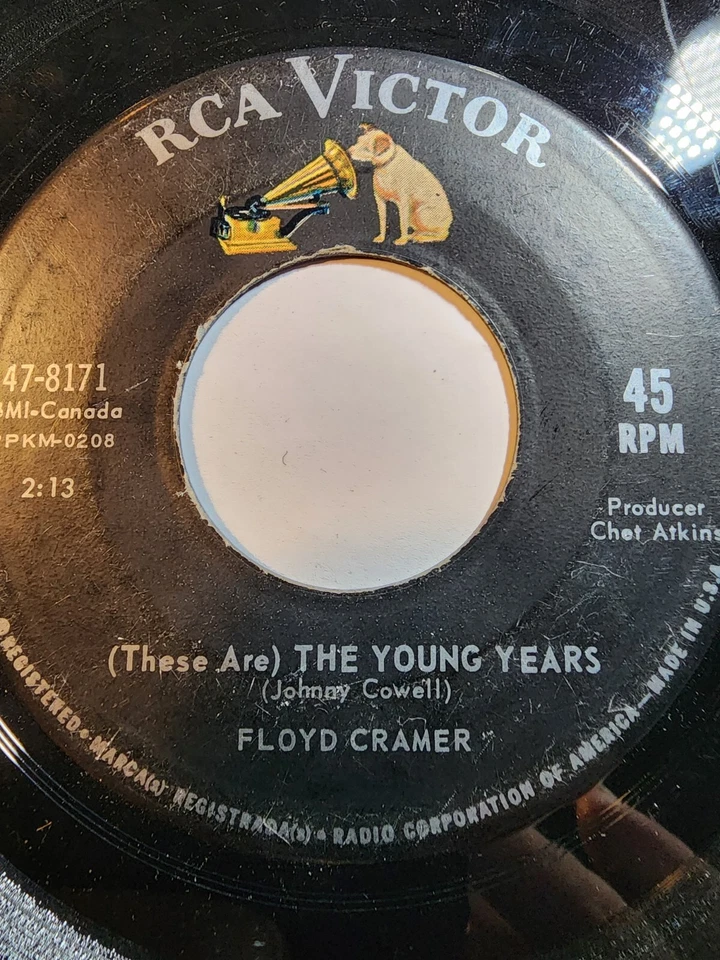 RCA VICTOR
47-8171
BMI-Canada
PKM-0208
2:13
45
RPM
Producer
Chet Atkins
(These Are) THE YOUNG YEARS
(Johnny Cowell)
FLOYD CRAMER
®REGISTERED • MARCA(s) REGISTRADA(s) • RADIO CORPORATION OF AMERICA—MADE IN U.S.A.